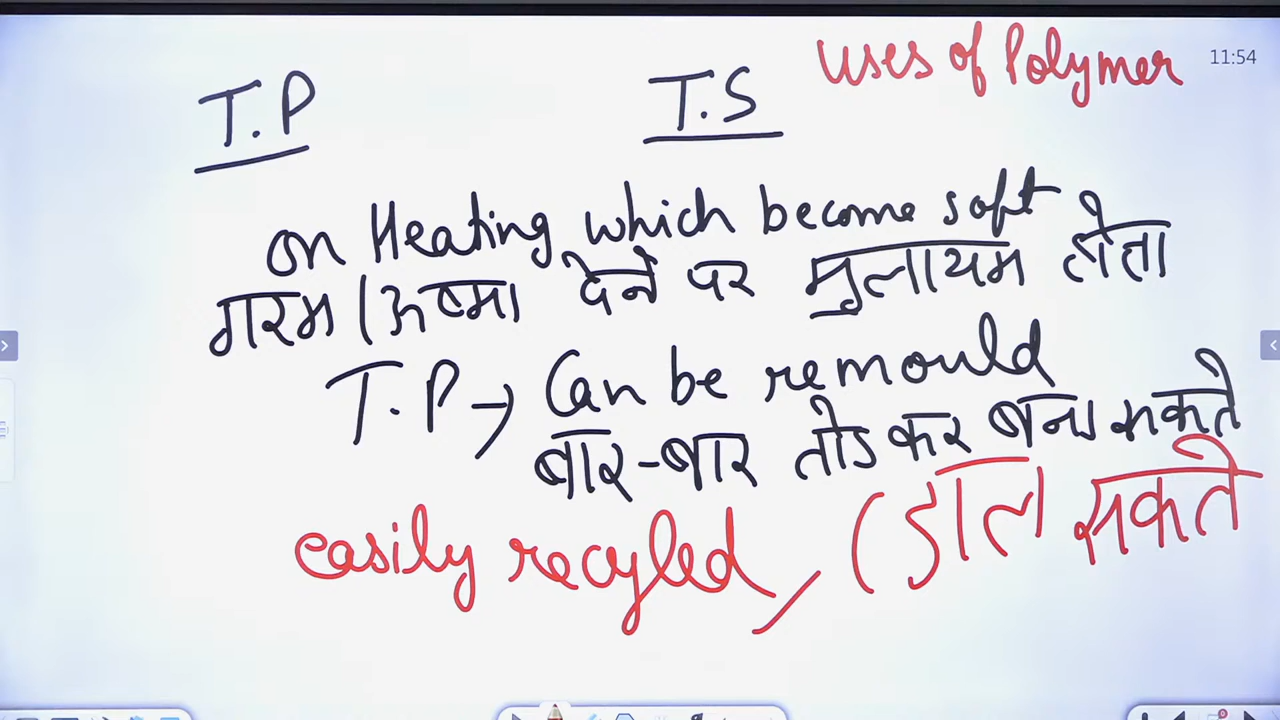 uses of Polymer
11:54
T.P T.S
on Heating which become soft
गरम / ऊष्मा देने पर मुलायम होता
T.P → Can be remould
बार-बार तोड कर बना सकते
easily recyled, (डाल सकते